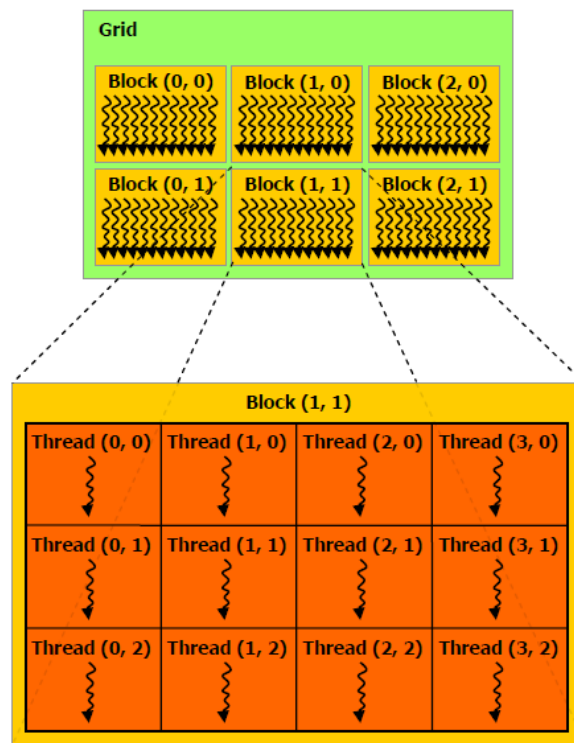 Grid
Block (0, 0) Block (1, 0) Block (2, 0)
Block (0, 1) Block (1, 1) Block (2, 1)
Block (1, 1)
Thread (0, 0) Thread (1, 0) Thread (2, 0) Thread (3, 0)
Thread (0, 1) Thread (1, 1) Thread (2, 1) Thread (3, 1)
Thread (0, 2) Thread (1, 2) Thread (2, 2) Thread (3, 2)